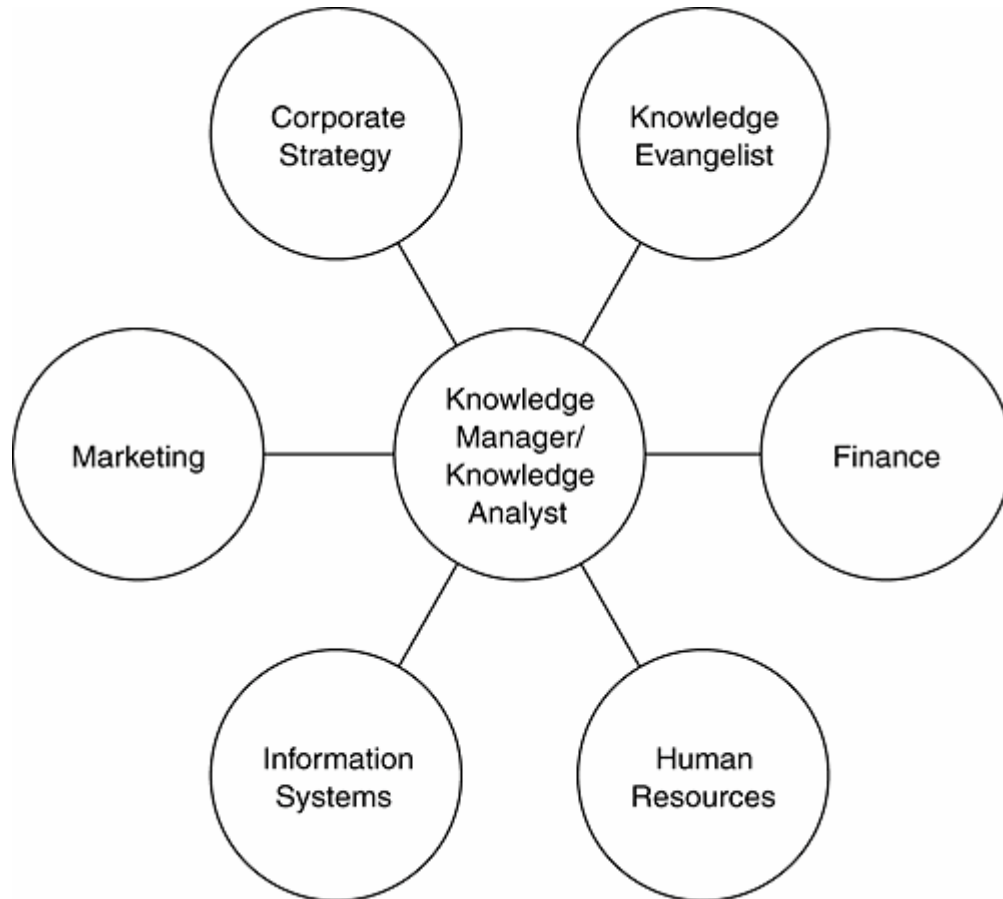 Corporate
Strategy
Knowledge
Evangelist
Marketing
Knowledge
Manager/
Knowledge
Analyst
Finance
Information
Systems
Human
Resources